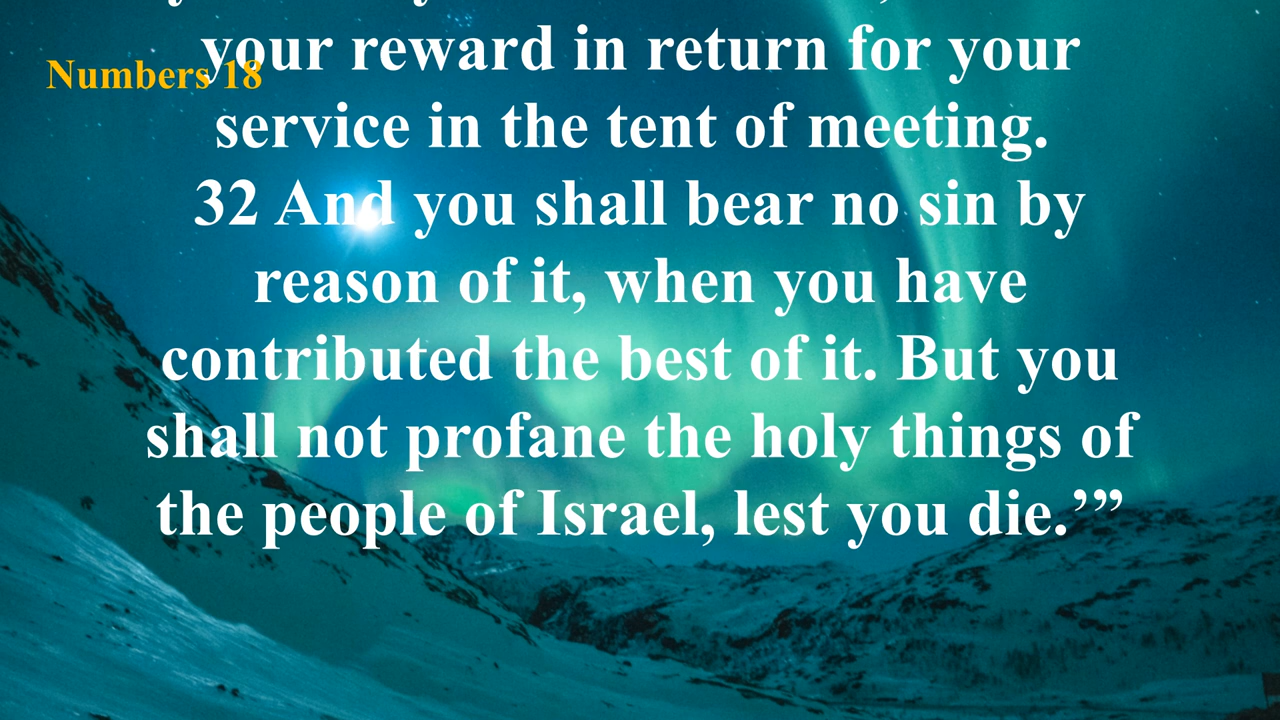 Numbers 18
your reward in return for your
service in the tent of meeting.
32 And you shall bear no sin by
reason of it, when you have
contributed the best of it. But you
shall not profane the holy things of
the people of Israel, lest you die.’”